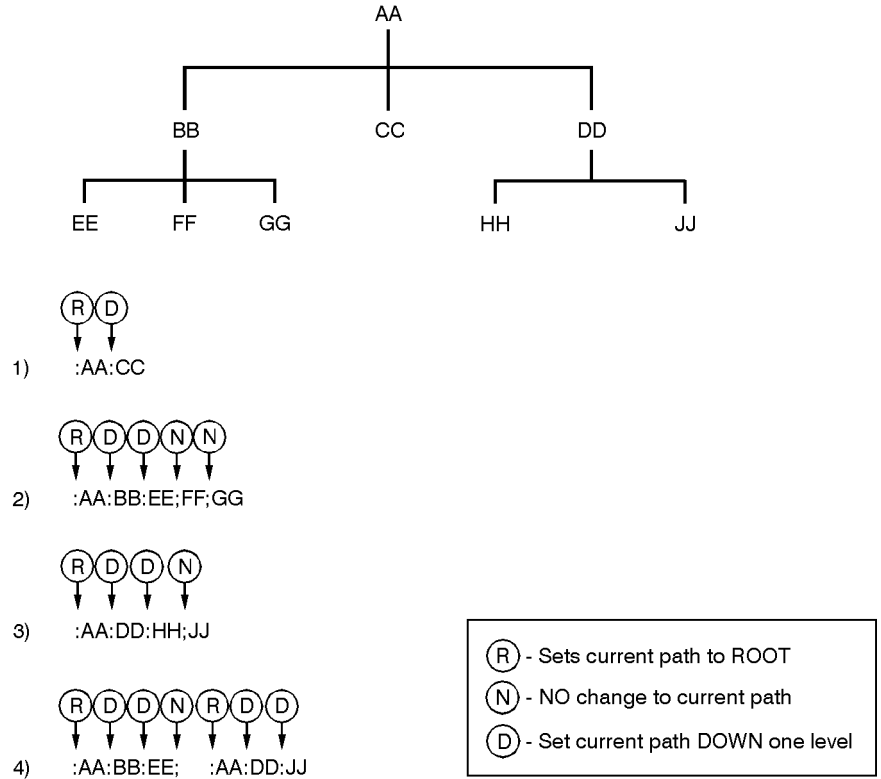 AA
BB CC DD
EE FF GG HH JJ
R D
1) :AA:CC
R D D N N
2) :AA:BB:EE;FF;GG
R D D N
3) :AA:DD:HH;JJ
R - Sets current path to ROOT
N - NO change to current path
D - Set current path DOWN one level
R D D N R D D
4) :AA:BB:EE; :AA:DD:JJ